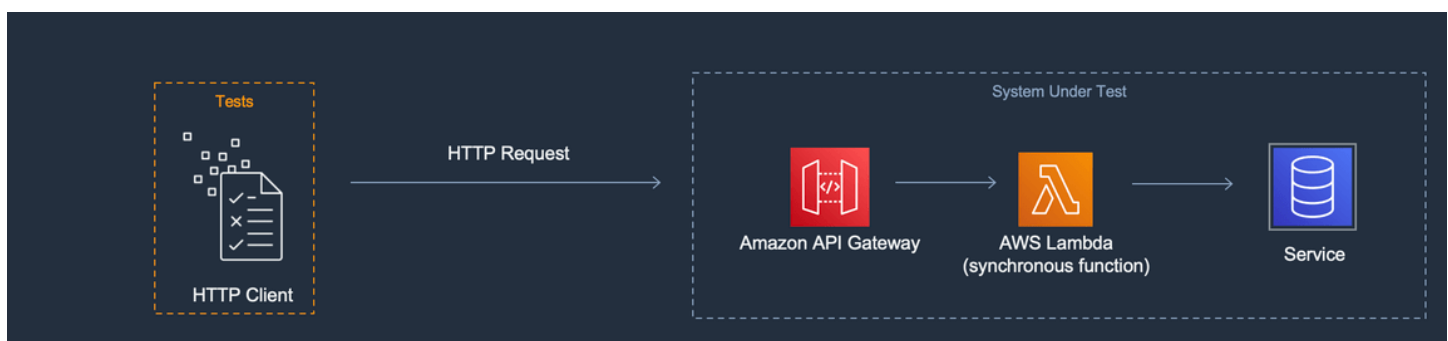 Tests
System Under Test
HTTP Request
</>
Amazon API Gateway
AWS Lambda
(synchronous function)
Service
HTTP Client